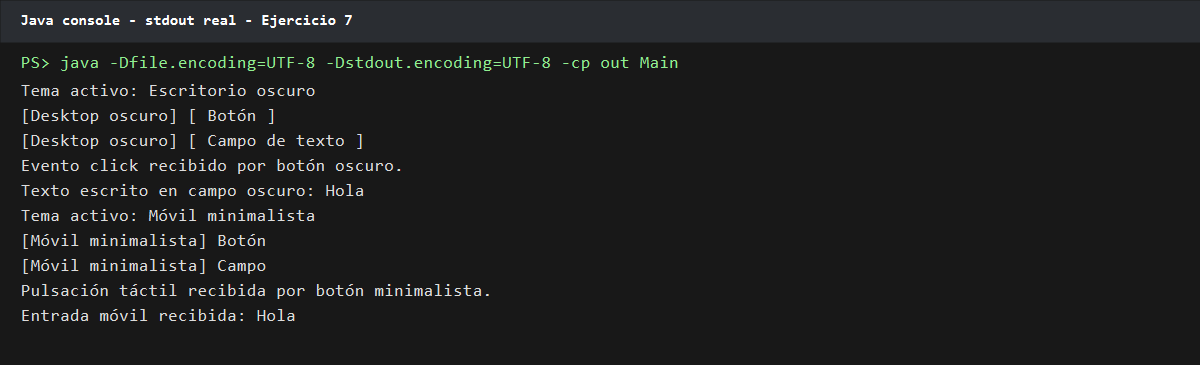 Java console - stdout real - Ejercicio 7
PS> java -Dfile.encoding=UTF-8 -Dstdout.encoding=UTF-8 -cp out Main
Tema activo: Escritorio oscuro
[Desktop oscuro] [ Botón ]
[Desktop oscuro] [ Campo de texto ]
Evento click recibido por botón oscuro.
Texto escrito en campo oscuro: Hola
Tema activo: Móvil minimalista
[Móvil minimalista] Botón
[Móvil minimalista] Campo
Pulsación táctil recibida por botón minimalista.
Entrada móvil recibida: Hola